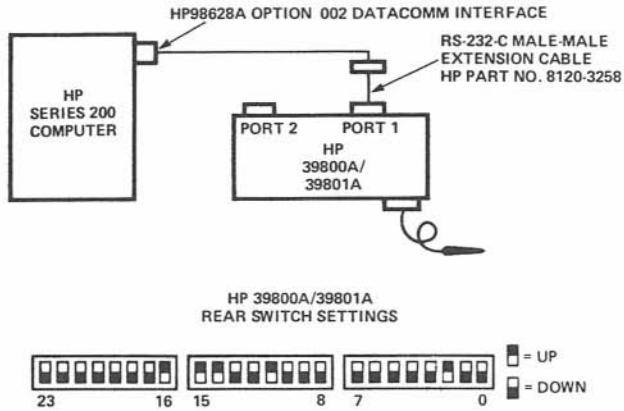 HP98628A OPTION 002 DATACOMM INTERFACE
RS-232-C MALE-MALE
EXTENSION CABLE
HP PART NO. 8120-3258
HP
SERIES 200
COMPUTER
PORT 2 PORT 1
HP
39800A/
39801A
HP 39800A/39801A
REAR SWITCH SETTINGS
= UP
= DOWN
23 16 15 8 7 0